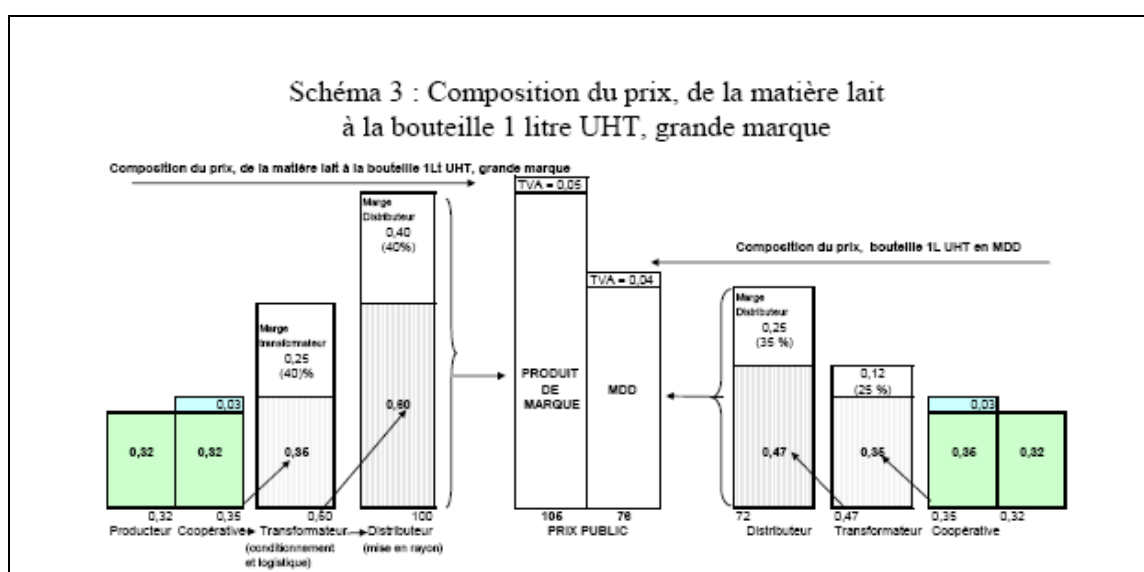 Schéma 3 : Composition du prix, de la matière lait
à la bouteille 1 litre UHT, grande marque
Composition du prix, de la matière lait à la bouteille 1Lt UHT, grande marque
TVA = 0,05
Marge
Distributeur
0,40
(40%)
Composition du prix, bouteille 1L UHT en MDD
TVA = 0,04
Marge
Distributeur
0,25
(35 %)
Marge
transformateur
0,25
(40)%
PRODUIT
DE
MARQUE
MDD
0,12
(25 %)
0,03
0,60
0,03
0,32
0,32
0,35
0,47
0,35
0,35
0,32
0,32
0,35
0,60
100
105
76
72
0,47
0,35
0,32
Producteur
Coopérative
Transformateur
Distributeur
PRIX PUBLIC
Distributeur
Transformateur
Coopérative
(conditionnement
et logistique)
(mise en rayon)